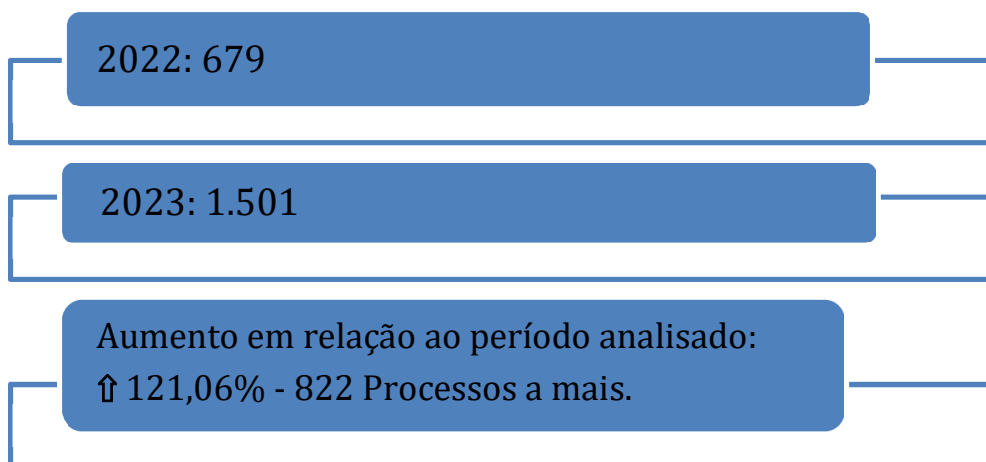 2022: 679
2023: 1.501
Aumento em relação ao período analisado:
⇧ 121,06% - 822 Processos a mais.